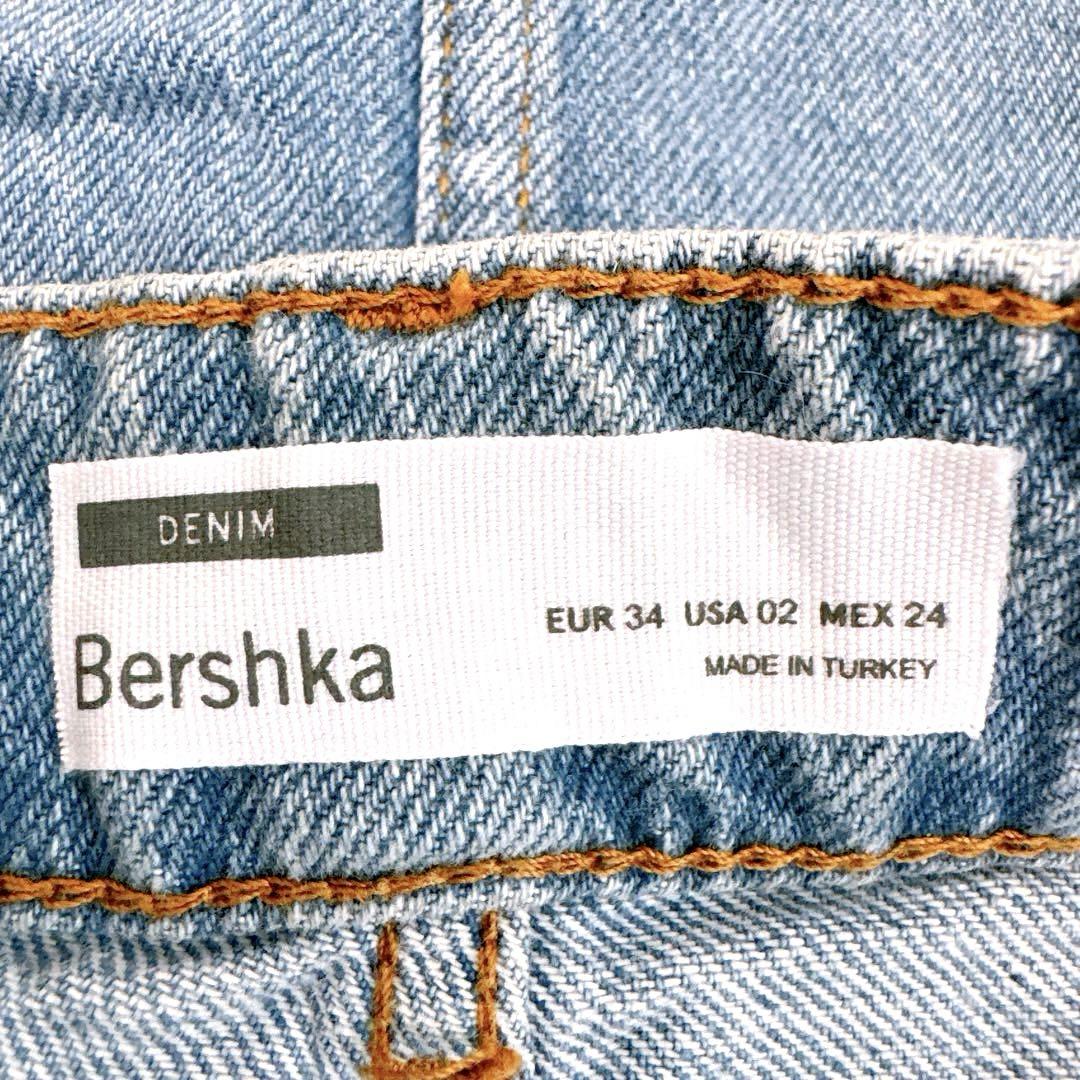 DENIM
Bershka
EUR 34 USA 02 MEX 24
MADE IN TURKEY